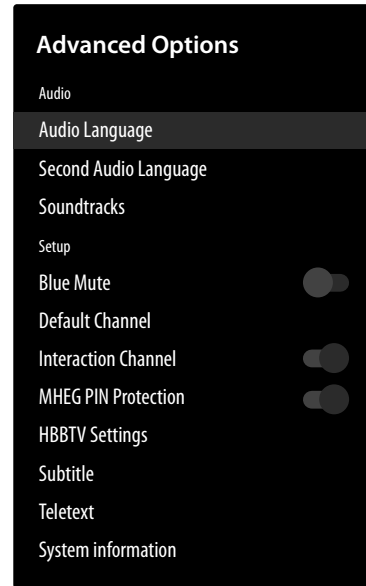 Advanced Options
Audio
Audio Language
Second Audio Language
Soundtracks
Setup
Blue Mute
Default Channel
Interaction Channel
MHEG PIN Protection
HBBTV Settings
Subtitle
Teletext
System information